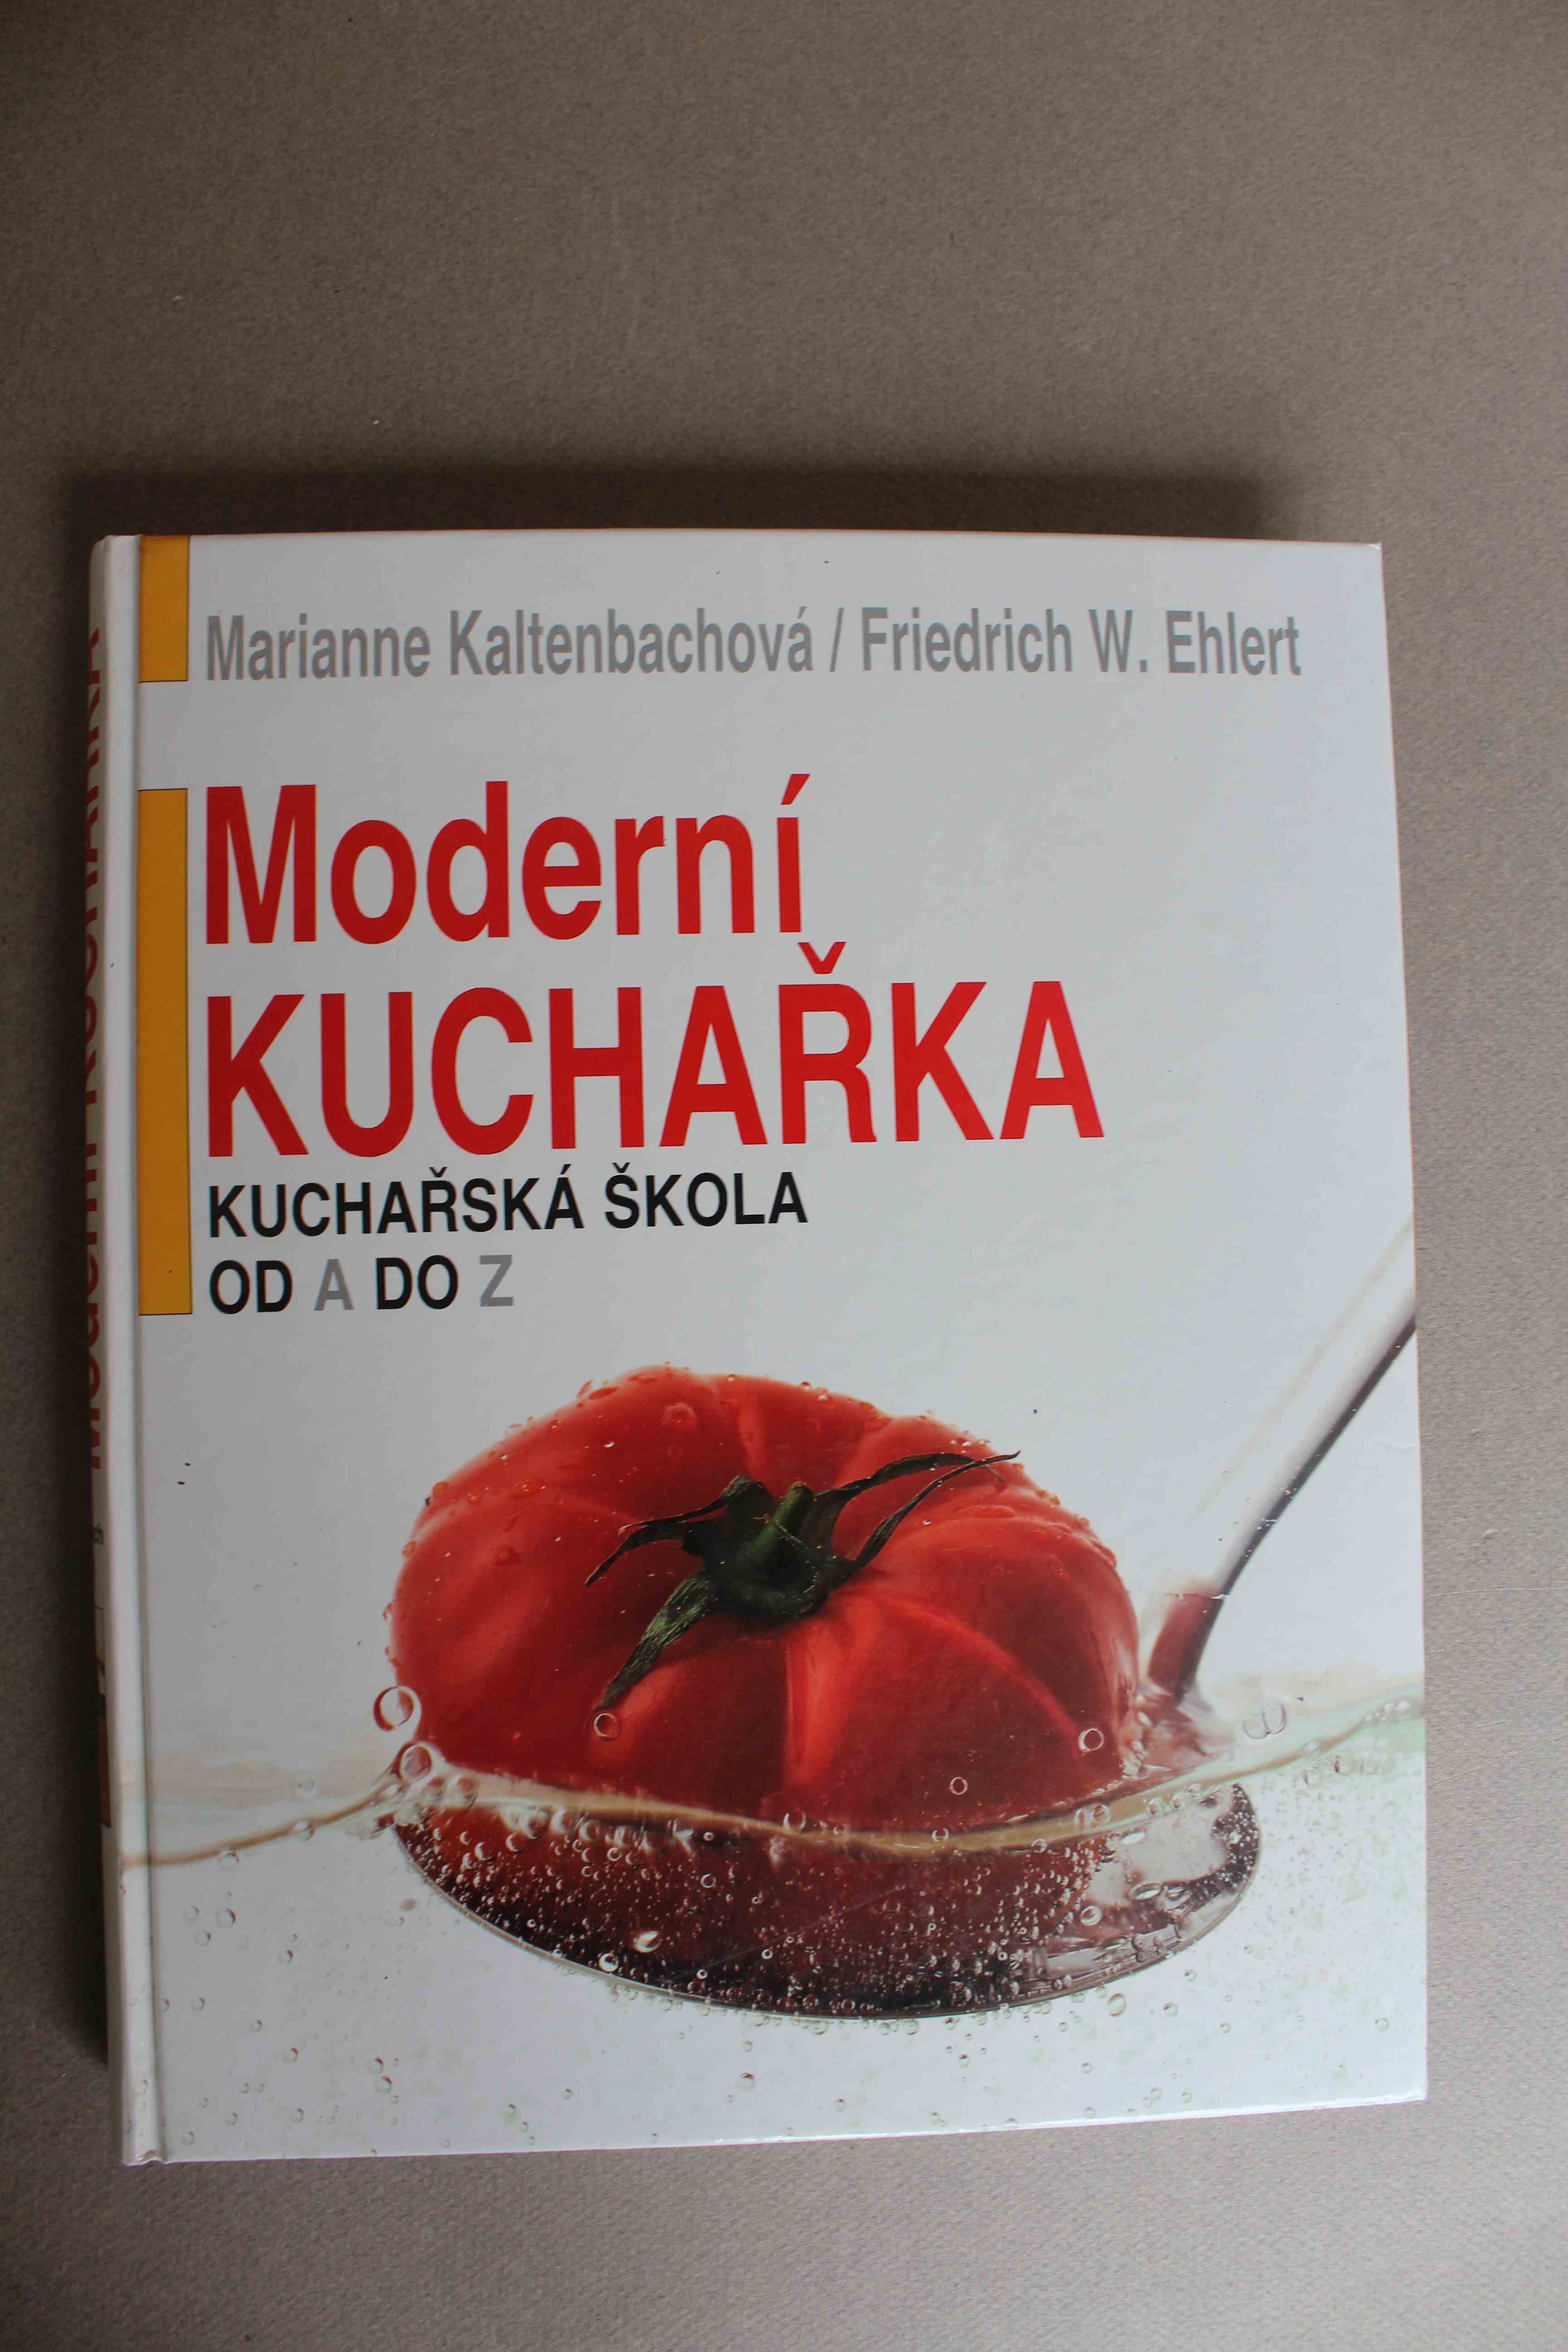 Marianne Kaltenbachová / Friedrich W. Ehlert
Moderní
KUCHAŘKA
KUCHAŘSKÁ ŠKOLA
OD A DO Z